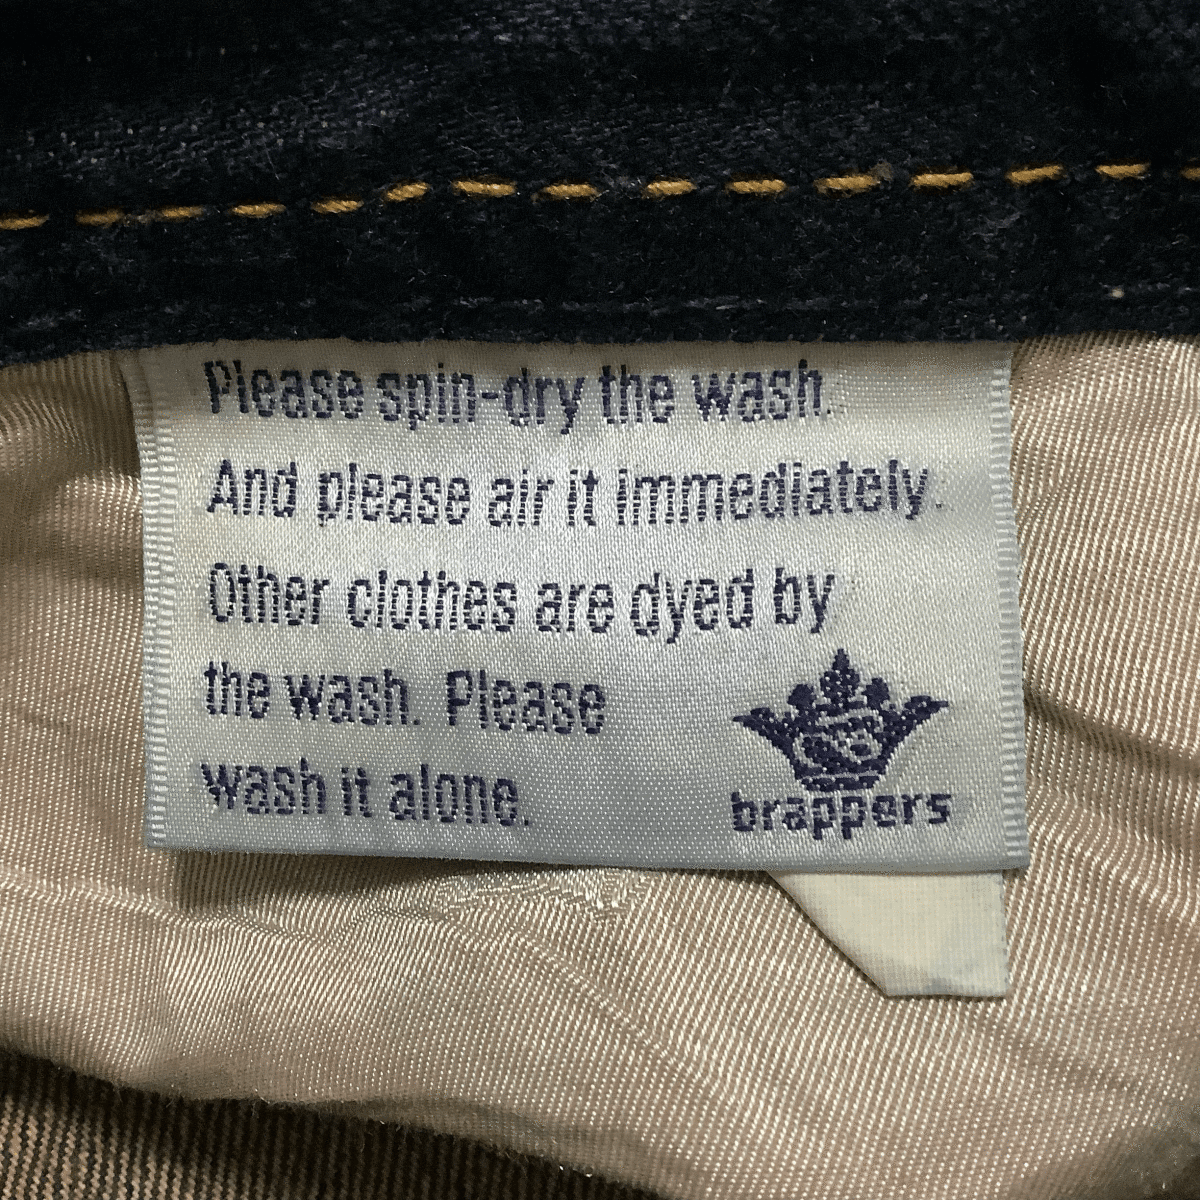 Please spin-dry the wash.
And please air it immediately.
Other clothes are dyed by
the wash. Please
wash it alone.
brappers